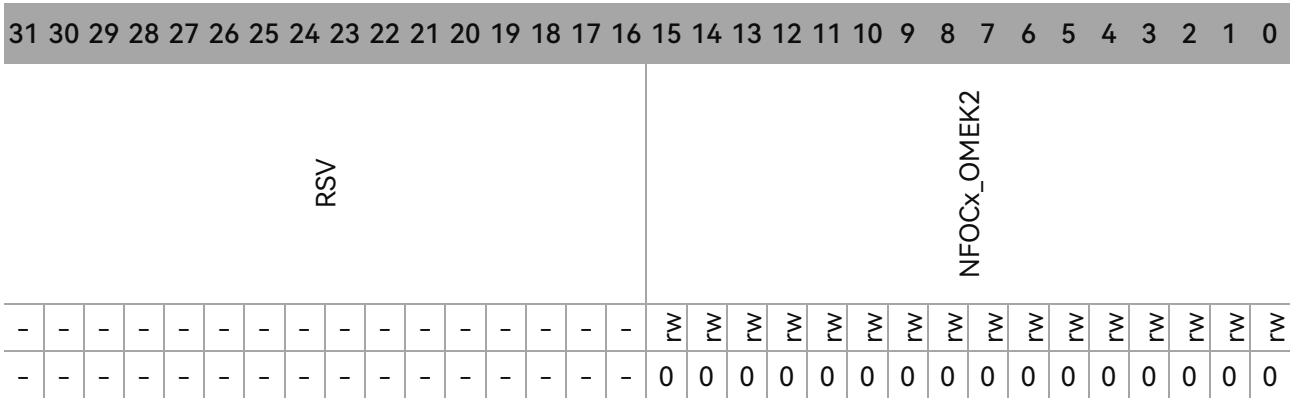 31 30 29 28 27 26 25 24 23 22 21 20 19 18 17 16 15 14 13 12 11 10 9 8 7 6 5 4 3 2 1 0
RSV NFOCx_OMEK2
– – – – – – – – – – – – – – – – rw rw rw rw rw rw rw rw rw rw rw rw rw rw rw rw
– – – – – – – – – – – – – – – – 0 0 0 0 0 0 0 0 0 0 0 0 0 0 0 0